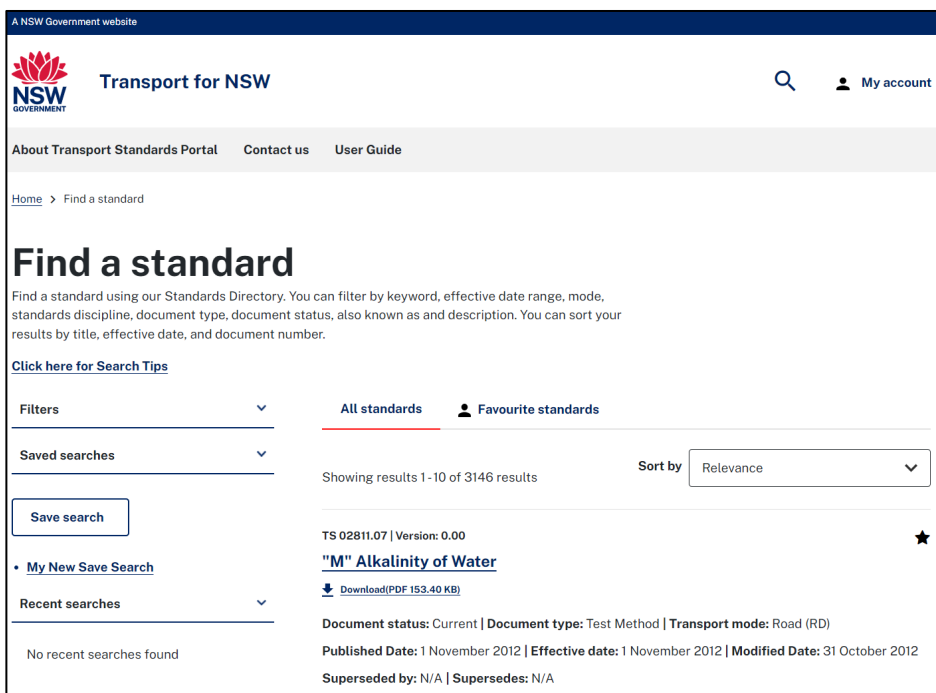 A NSW Government website
NSW
GOVERNMENT
Transport for NSW
My account
About Transport Standards Portal Contact us User Guide
Home > Find a standard
Find a standard
Find a standard using our Standards Directory. You can filter by keyword, effective date range, mode,
standards discipline, document type, document status, also known as and description. You can sort your
results by title, effective date, and document number.
Click here for Search Tips
Filters
Saved searches
Save search
• My New Save Search
Recent searches
No recent searches found
All standards Favourite standards
Showing results 1 - 10 of 3146 results
Sort by Relevance
TS 02811.07 | Version: 0.00
"M" Alkalinity of Water
Download(PDF 153.40 KB)
Document status: Current | Document type: Test Method | Transport mode: Road (RD)
Published Date: 1 November 2012 | Effective date: 1 November 2012 | Modified Date: 31 October 2012
Superseded by: N/A | Supersedes: N/A